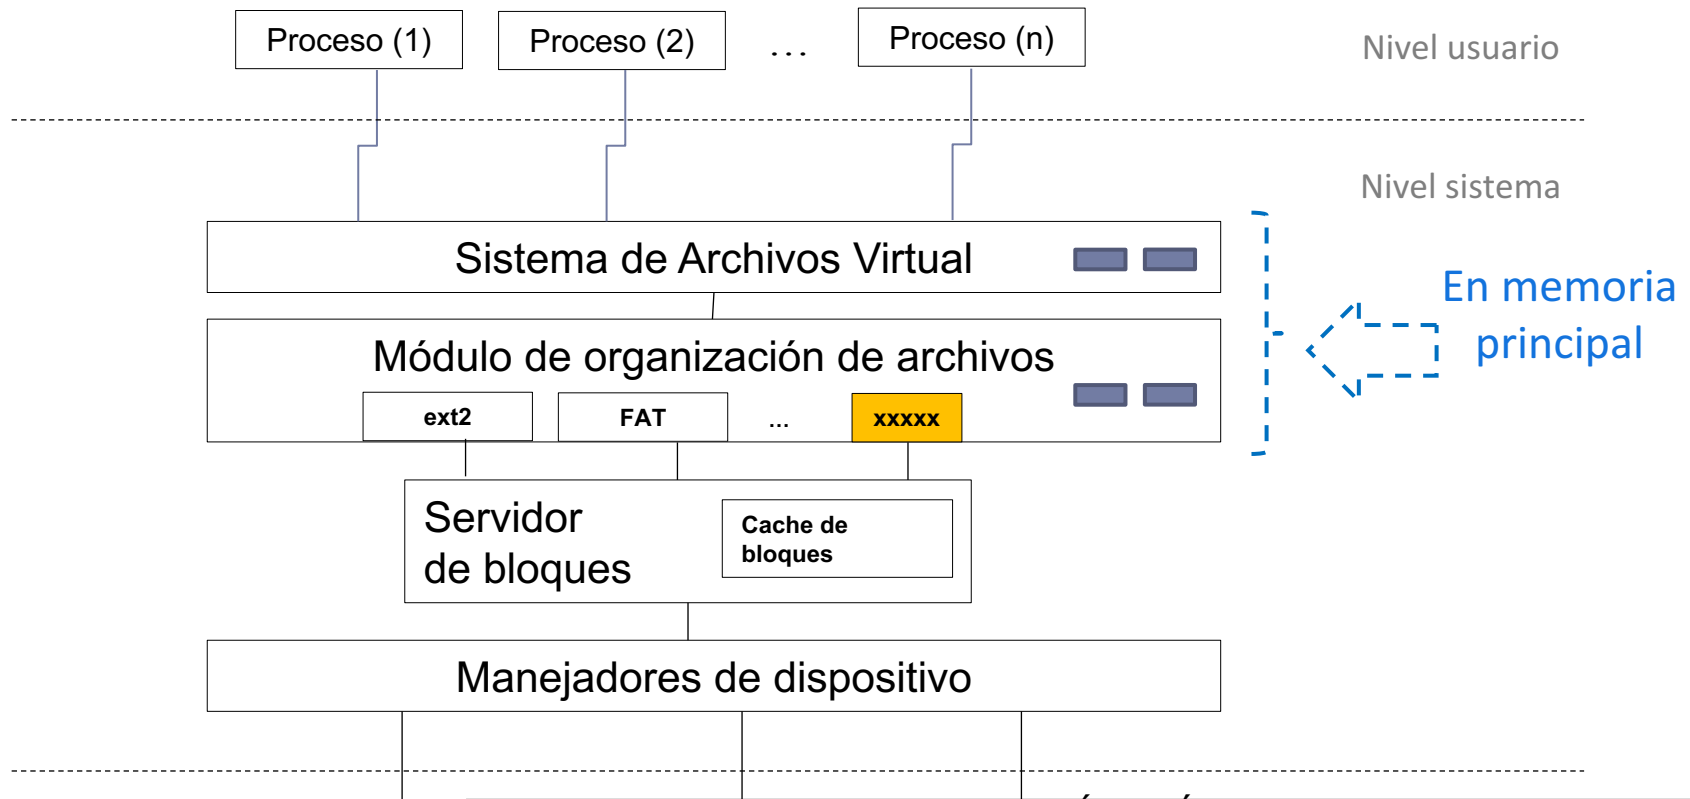 Proceso (1)
Proceso (2)
...
Proceso (n)
Nivel usuario
Nivel sistema
Sistema de Archivos Virtual
En memoria
principal
Módulo de organización de archivos
ext2
FAT
...
xxxxx
Servidor
de bloques
Cache de
bloques
Manejadores de dispositivo